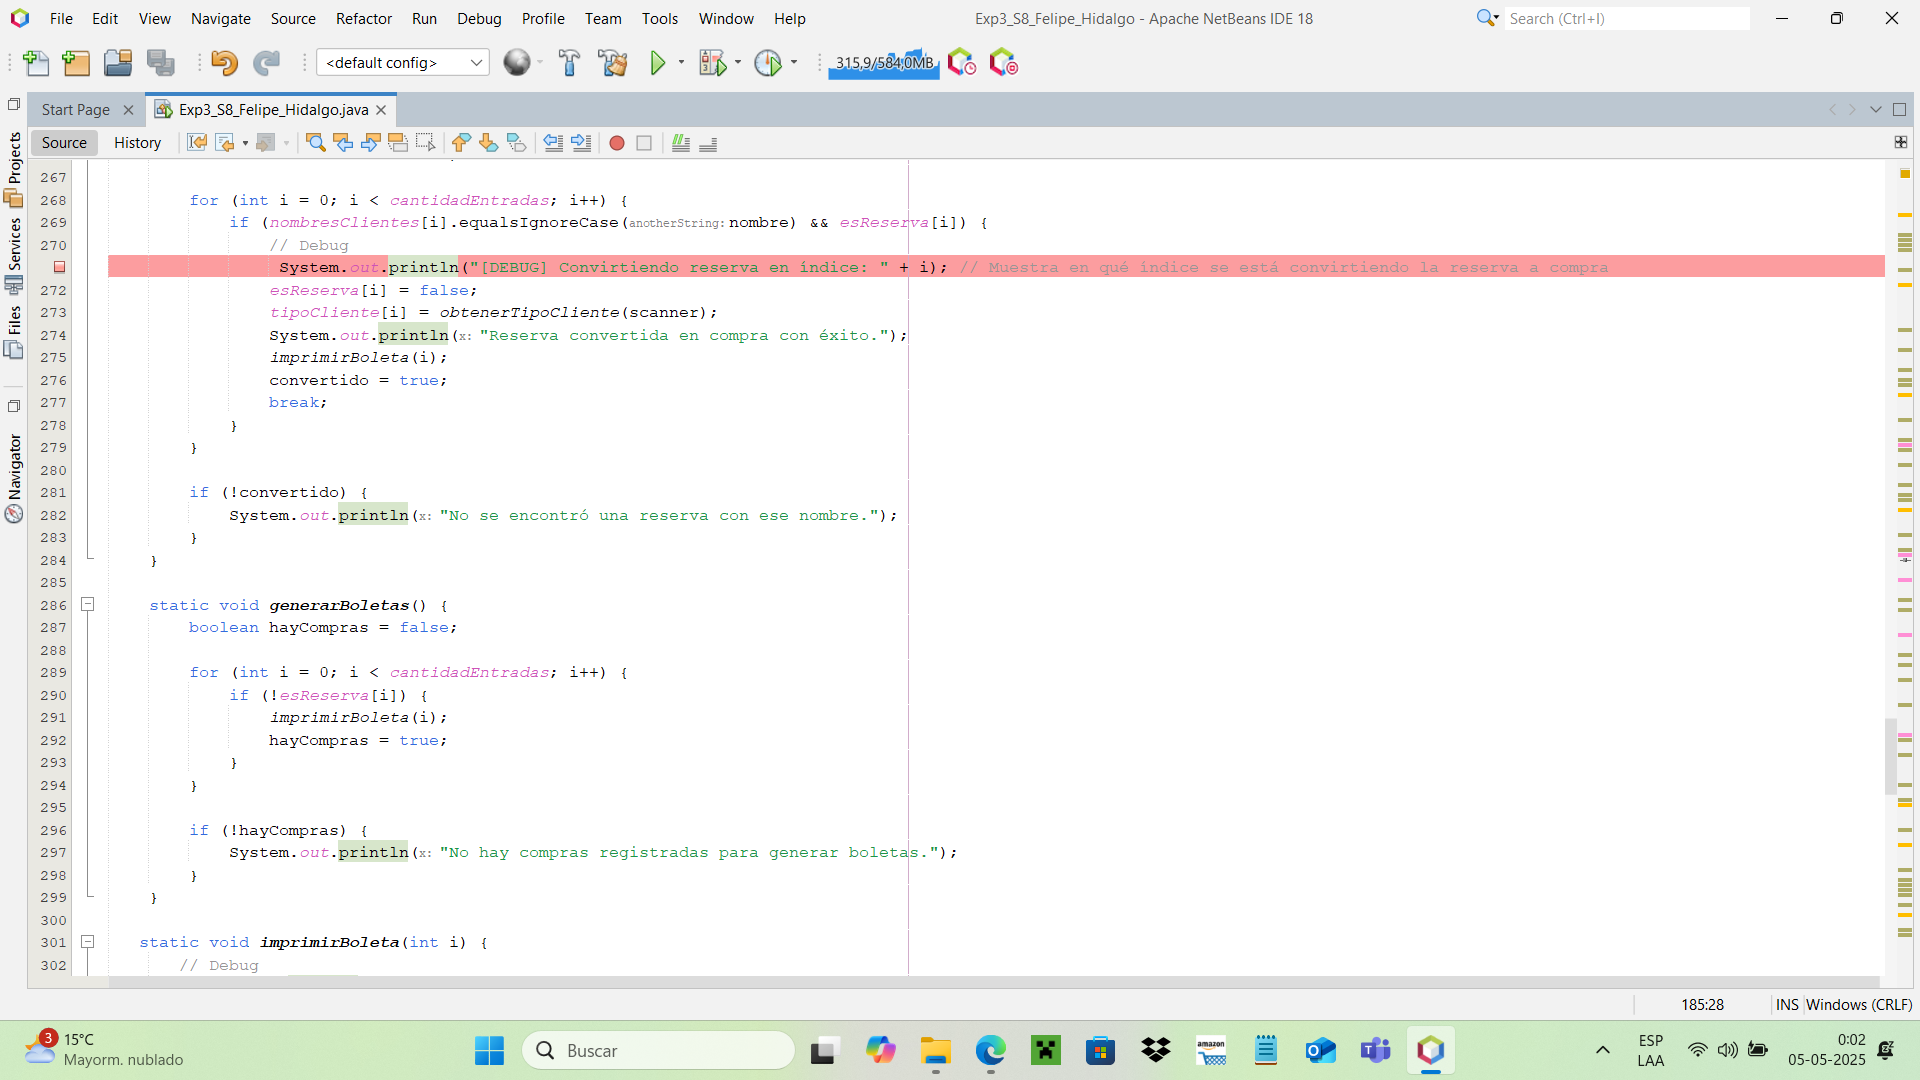 File Edit View Navigate Source Refactor Run Debug Profile Team Tools Window Help
Exp3_S8_Felipe_Hidalgo - Apache NetBeans IDE 18
Search (Ctrl+I)
<default config>
315,9/584,0MB
Start Page
Exp3_S8_Felipe_Hidalgo.java
Source History
Projects
Services
Files
Navigator
267
268 for (int i = 0; i < cantidadEntradas; i++) {
269 if (nombresClientes[i].equalsIgnoreCase(anotherString: nombre) && esReserva[i]) {
270 // Debug
System.out.println("[DEBUG] Convirtiendo reserva en índice: " + i); // Muestra en qué índice se está convirtiendo la reserva a compra
272 esReserva[i] = false;
273 tipoCliente[i] = obtenerTipoCliente(scanner);
274 System.out.println(x: "Reserva convertida en compra con éxito.");
275 imprimirBoleta(i);
276 convertido = true;
277 break;
278 }
279 }
280
281 if (!convertido) {
282 System.out.println(x: "No se encontró una reserva con ese nombre.");
283 }
284 }
285
286 static void generarBoletas() {
287 boolean hayCompras = false;
288
289 for (int i = 0; i < cantidadEntradas; i++) {
290 if (!esReserva[i]) {
291 imprimirBoleta(i);
292 hayCompras = true;
293 }
294 }
295
296 if (!hayCompras) {
297 System.out.println(x: "No hay compras registradas para generar boletas.");
298 }
299 }
300
301 static void imprimirBoleta(int i) {
302 // Debug
185:28 INS Windows (CRLF)
3
15°C
Mayorm. nublado
Buscar
amazon
ESP
LAA
0:02
05-05-2025